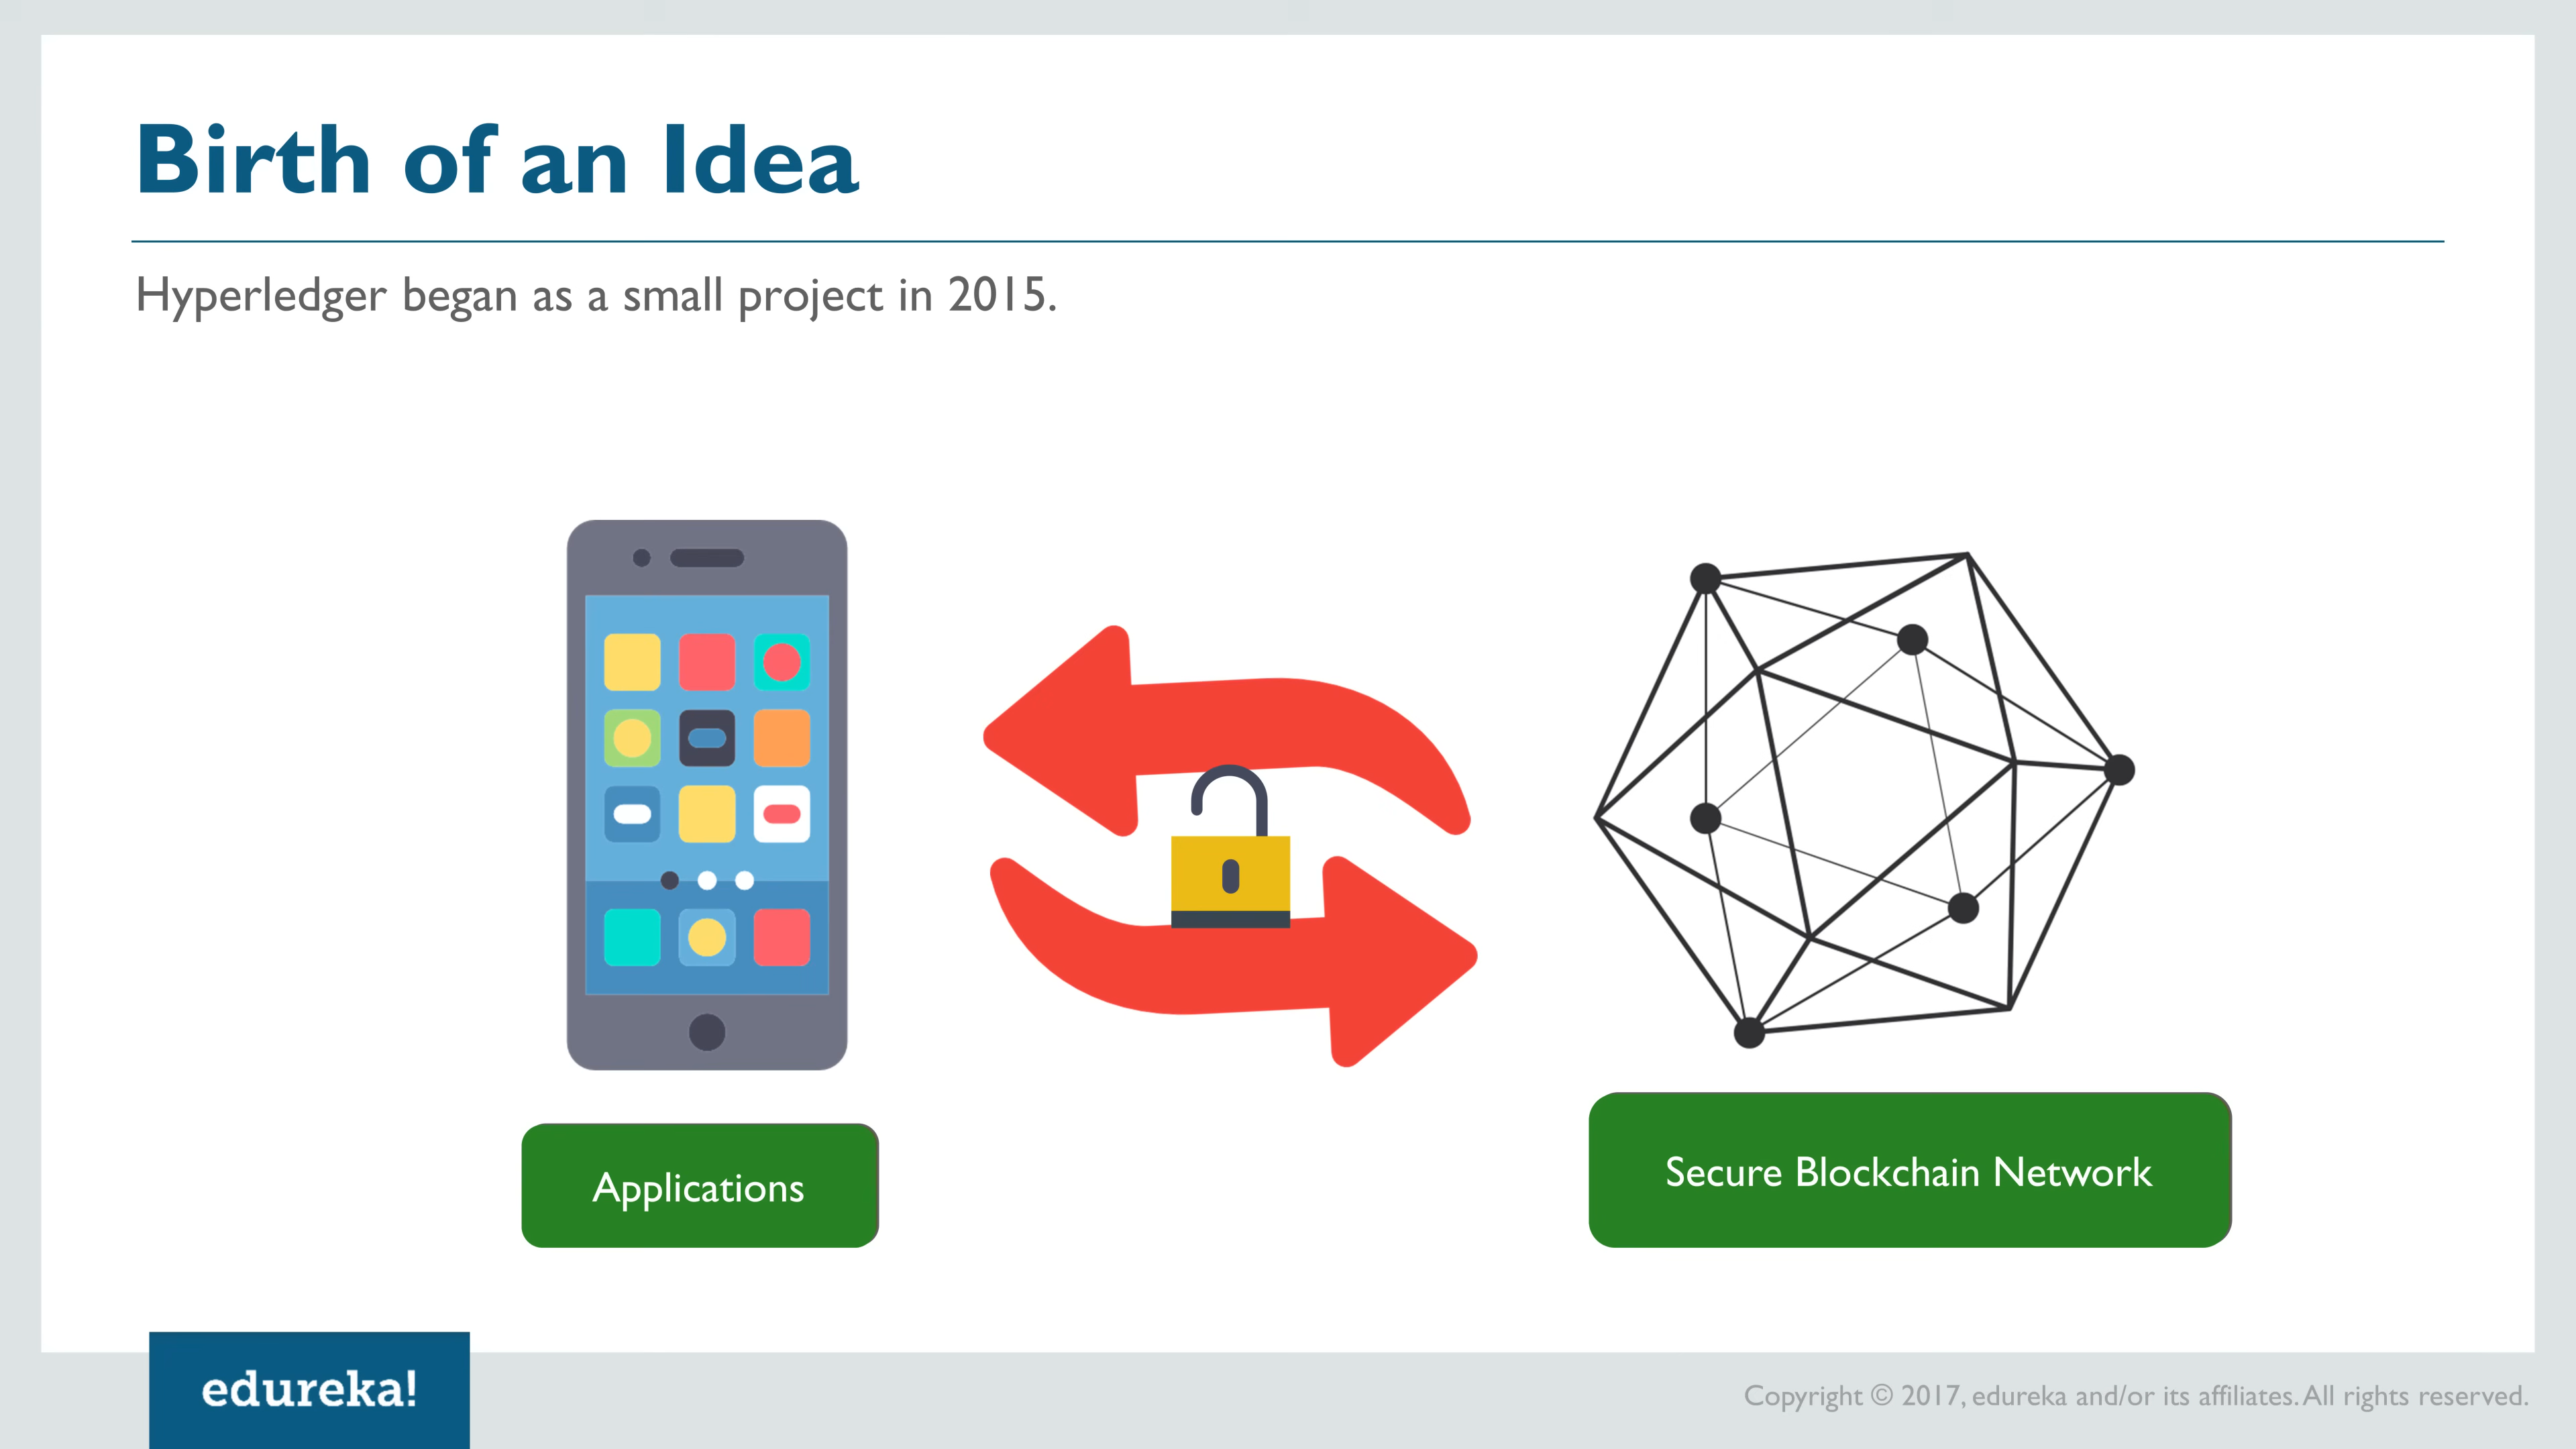 Birth of an Idea
Hyperledger began as a small project in 2015.
Applications
Secure Blockchain Network
edureka!
Copyright © 2017, edureka and/or its affiliates. All rights reserved.